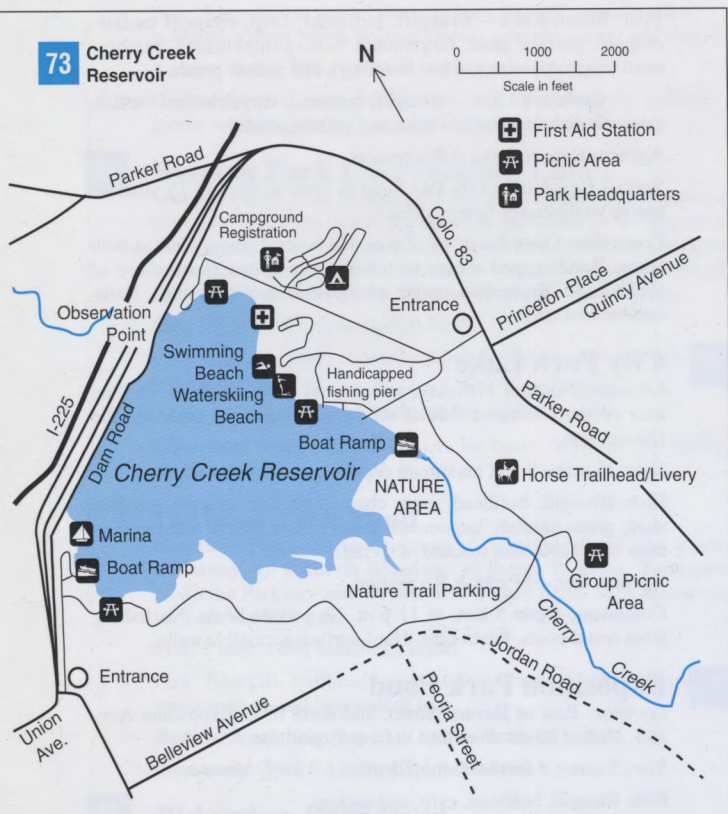 73 Cherry Creek
Reservoir
N
0 1000 2000
Scale in feet
First Aid Station
Picnic Area
Park Headquarters
Parker Road
Colo. 83
Campground
Registration
Observation
Point
Entrance
Princeton Place
Quincy Avenue
Swimming
Beach
Waterskiing
Beach
Handicapped
fishing pier
I-225
Dam Road
Parker Road
Boat Ramp
Cherry Creek Reservoir
Horse Trailhead/Livery
NATURE
AREA
Marina
Boat Ramp
Group Picnic
Area
Nature Trail Parking
Cherry
Creek
Jordan Road
Entrance
Union
Ave.
Belleview Avenue
Peoria Street